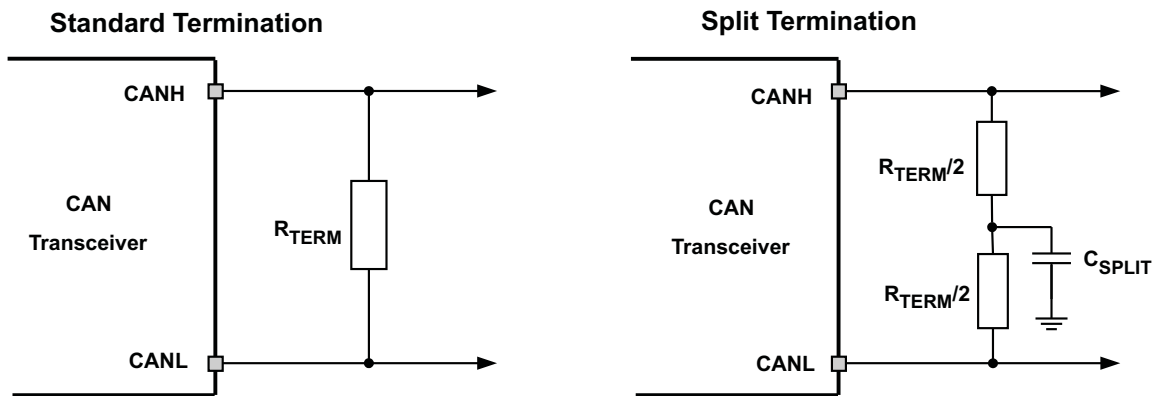 Standard Termination
CANH
CAN
Transceiver
RTERM
CANL
Split Termination
CANH
RTERM/2
CAN
Transceiver
CSPLIT
RTERM/2
CANL